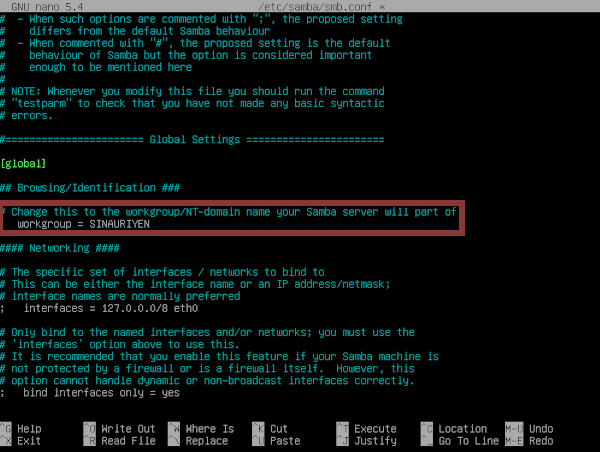 GNU nano 5.4 /etc/samba/smb.conf *
# - When such options are commented with ";", the proposed setting
# differs from the default Samba behaviour
# - When commented with "#", the proposed setting is the default
# behaviour of Samba but the option is considered important
# enough to be mentioned here
#
# NOTE: Whenever you modify this file you should run the command
# "testparm" to check that you have not made any basic syntactic
# errors.
#======================= Global Settings =======================
[global]
## Browsing/Identification ###
# Change this to the workgroup/NT-domain name your Samba server will part of
workgroup = SINAURIYEN
#### Networking ####
# The specific set of interfaces / networks to bind to
# This can be either the interface name or an IP address/netmask;
# interface names are normally preferred
; interfaces = 127.0.0.0/8 eth0
# Only bind to the named interfaces and/or networks; you must use the
# 'interfaces' option above to use this.
# It is recommended that you enable this feature if your Samba machine is
# not protected by a firewall or is a firewall itself. However, this
# option cannot handle dynamic or non-broadcast interfaces correctly.
; bind interfaces only = yes
^G Help ^O Write Out ^W Where Is ^K Cut ^T Execute ^C Location M-U Undo
^X Exit ^R Read File ^\ Replace ^U Paste ^J Justify ^_ Go To Line M-E Redo